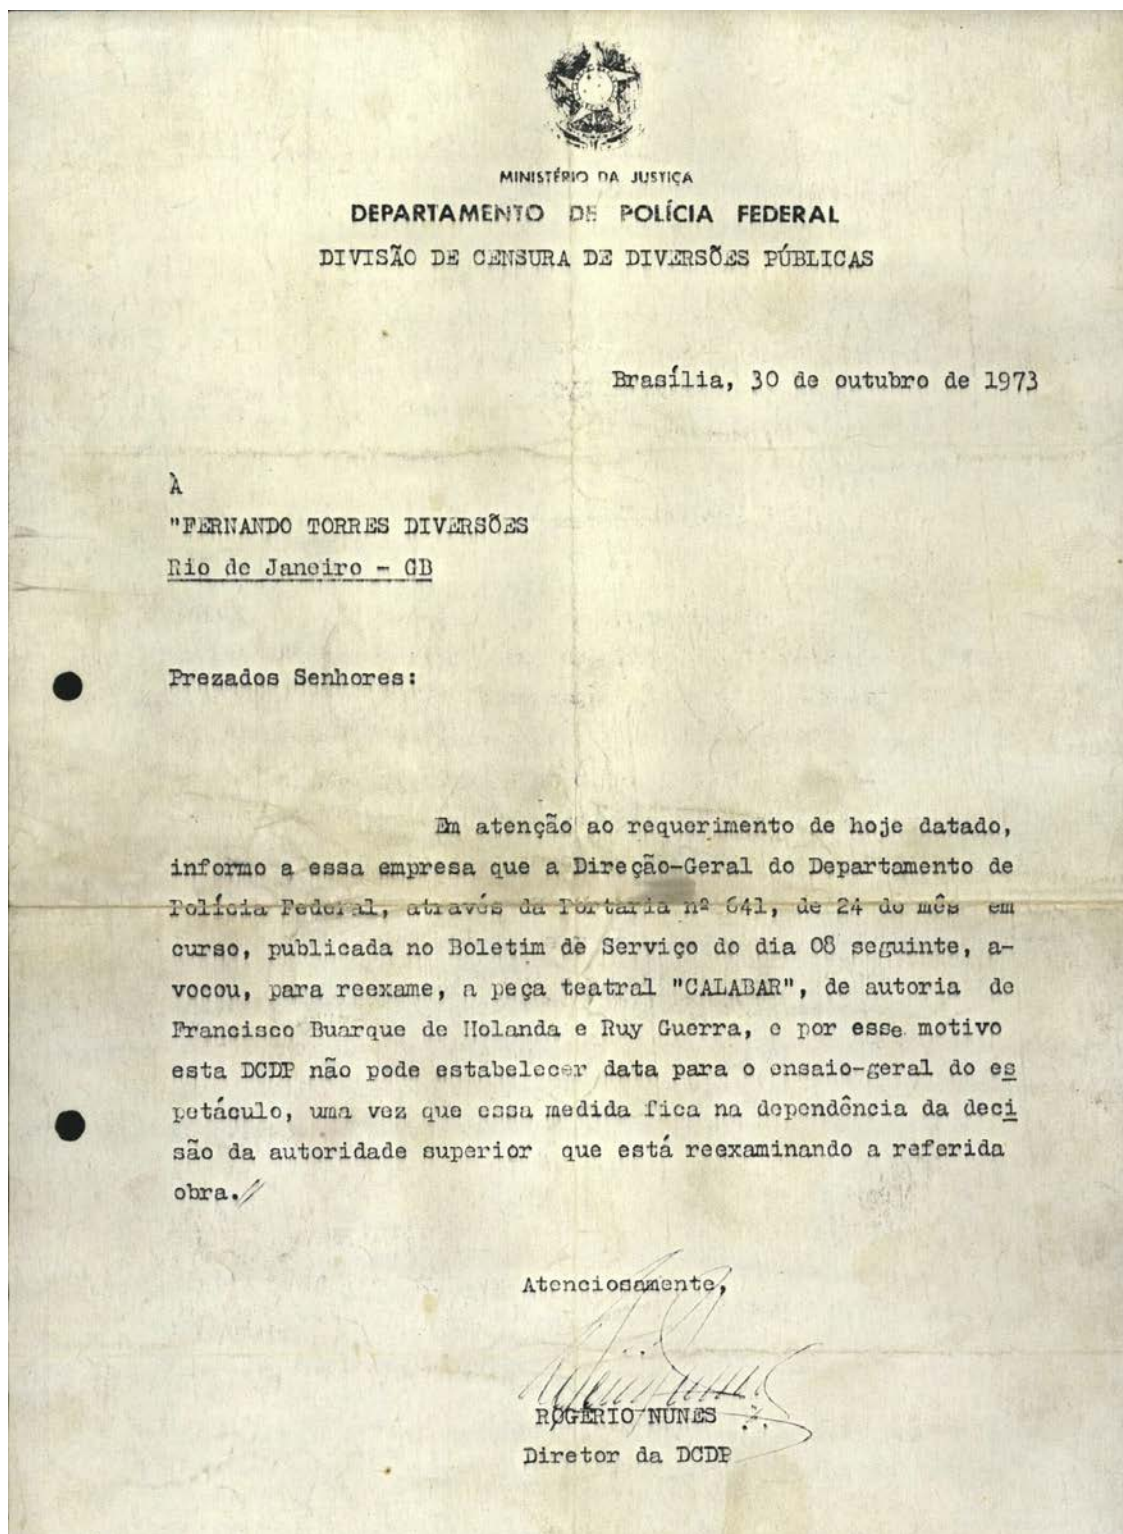 MINISTÉRIO DA JUSTIÇA
DEPARTAMENTO DE POLÍCIA FEDERAL
DIVISÃO DE CENSURA DE DIVERSÕES PÚBLICAS
Brasília, 30 de outubro de 1973
À
"FERNANDO TORRES DIVERSÕES
Rio de Janeiro - GB
Prezados Senhores:
Em atenção ao requerimento de hoje datado,
informo a essa empresa que a Direção-Geral do Departamento de
Polícia Federal, através da Portaria nº 641, de 24 do mês em
curso, publicada no Boletim de Serviço do dia 08 seguinte, a-
vocou, para reexame, a peça teatral "CALABAR", de autoria de
Francisco Buarque de Holanda e Ruy Guerra, e por esse motivo
esta DCDP não pode estabelecer data para o ensaio-geral do es
petáculo, uma vez que essa medida fica na dependência da deci
são da autoridade superior que está reexaminando a referida
obra.//
Atenciosamente,
ROGÉRIO NUNES
Diretor da DCDP